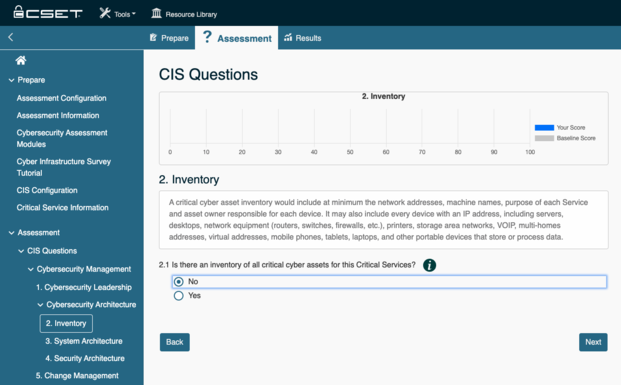 CSET Tools Resource Library
Prepare ? Assessment Results
Prepare
Assessment Configuration
Assessment Information
Cybersecurity Assessment
Modules
Cyber Infrastructure Survey
Tutorial
CIS Configuration
Critical Service Information
Assessment
CIS Questions
Cybersecurity Management
1. Cybersecurity Leadership
Cybersecurity Architecture
2. Inventory
3. System Architecture
4. Security Architecture
5. Change Management
CIS Questions
2. Inventory
Your Score
Baseline Score
0 10 20 30 40 50 60 70 80 90 100
2. Inventory
A critical cyber asset inventory would include at minimum the network addresses, machine names, purpose of each Service
and asset owner responsible for each device. It may also include every device with an IP address, including servers,
desktops, network equipment (routers, switches, firewalls, etc.), printers, storage area networks, VOIP, multi-homes
addresses, virtual addresses, mobile phones, tablets, laptops, and other portable devices that store or process data.
2.1 Is there an inventory of all critical cyber assets for this Critical Services? i
No
Yes
Back Next